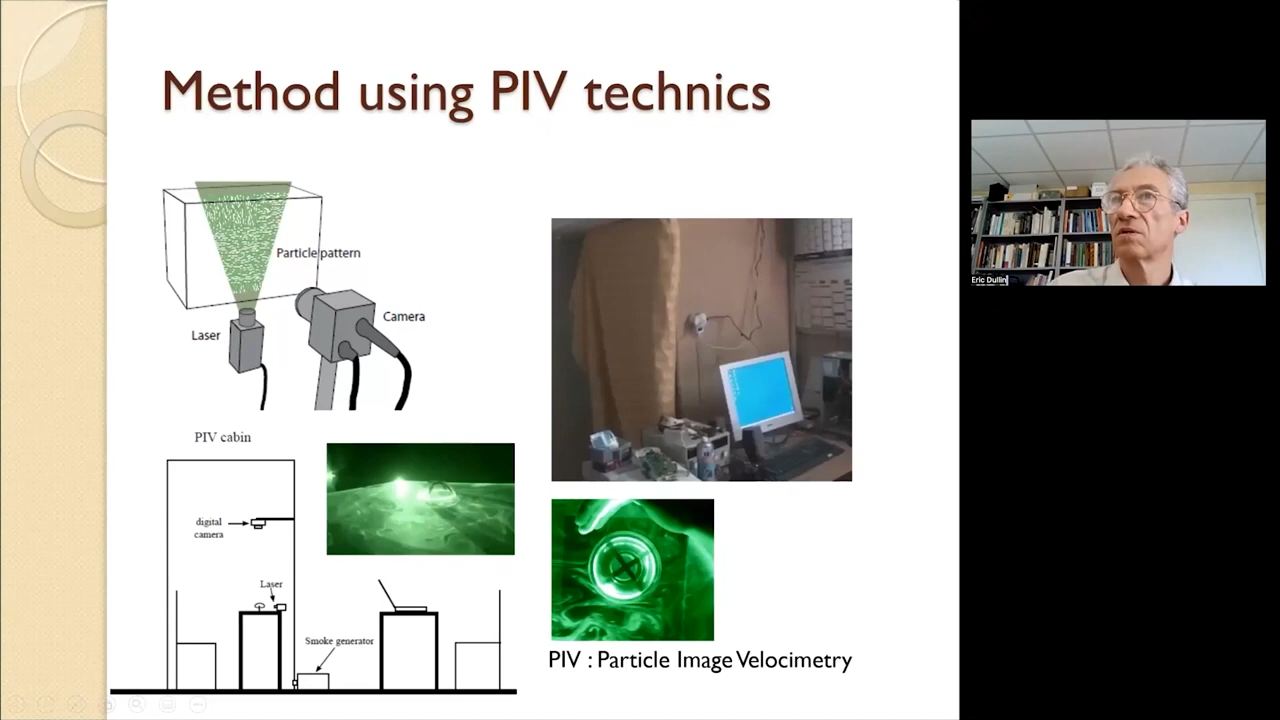 Method using PIV technics
Particle pattern
Camera
Laser
PIV cabin
digital
camera
Laser
Smoke generator
PIV : Particle Image Velocimetry
Eric Dullin